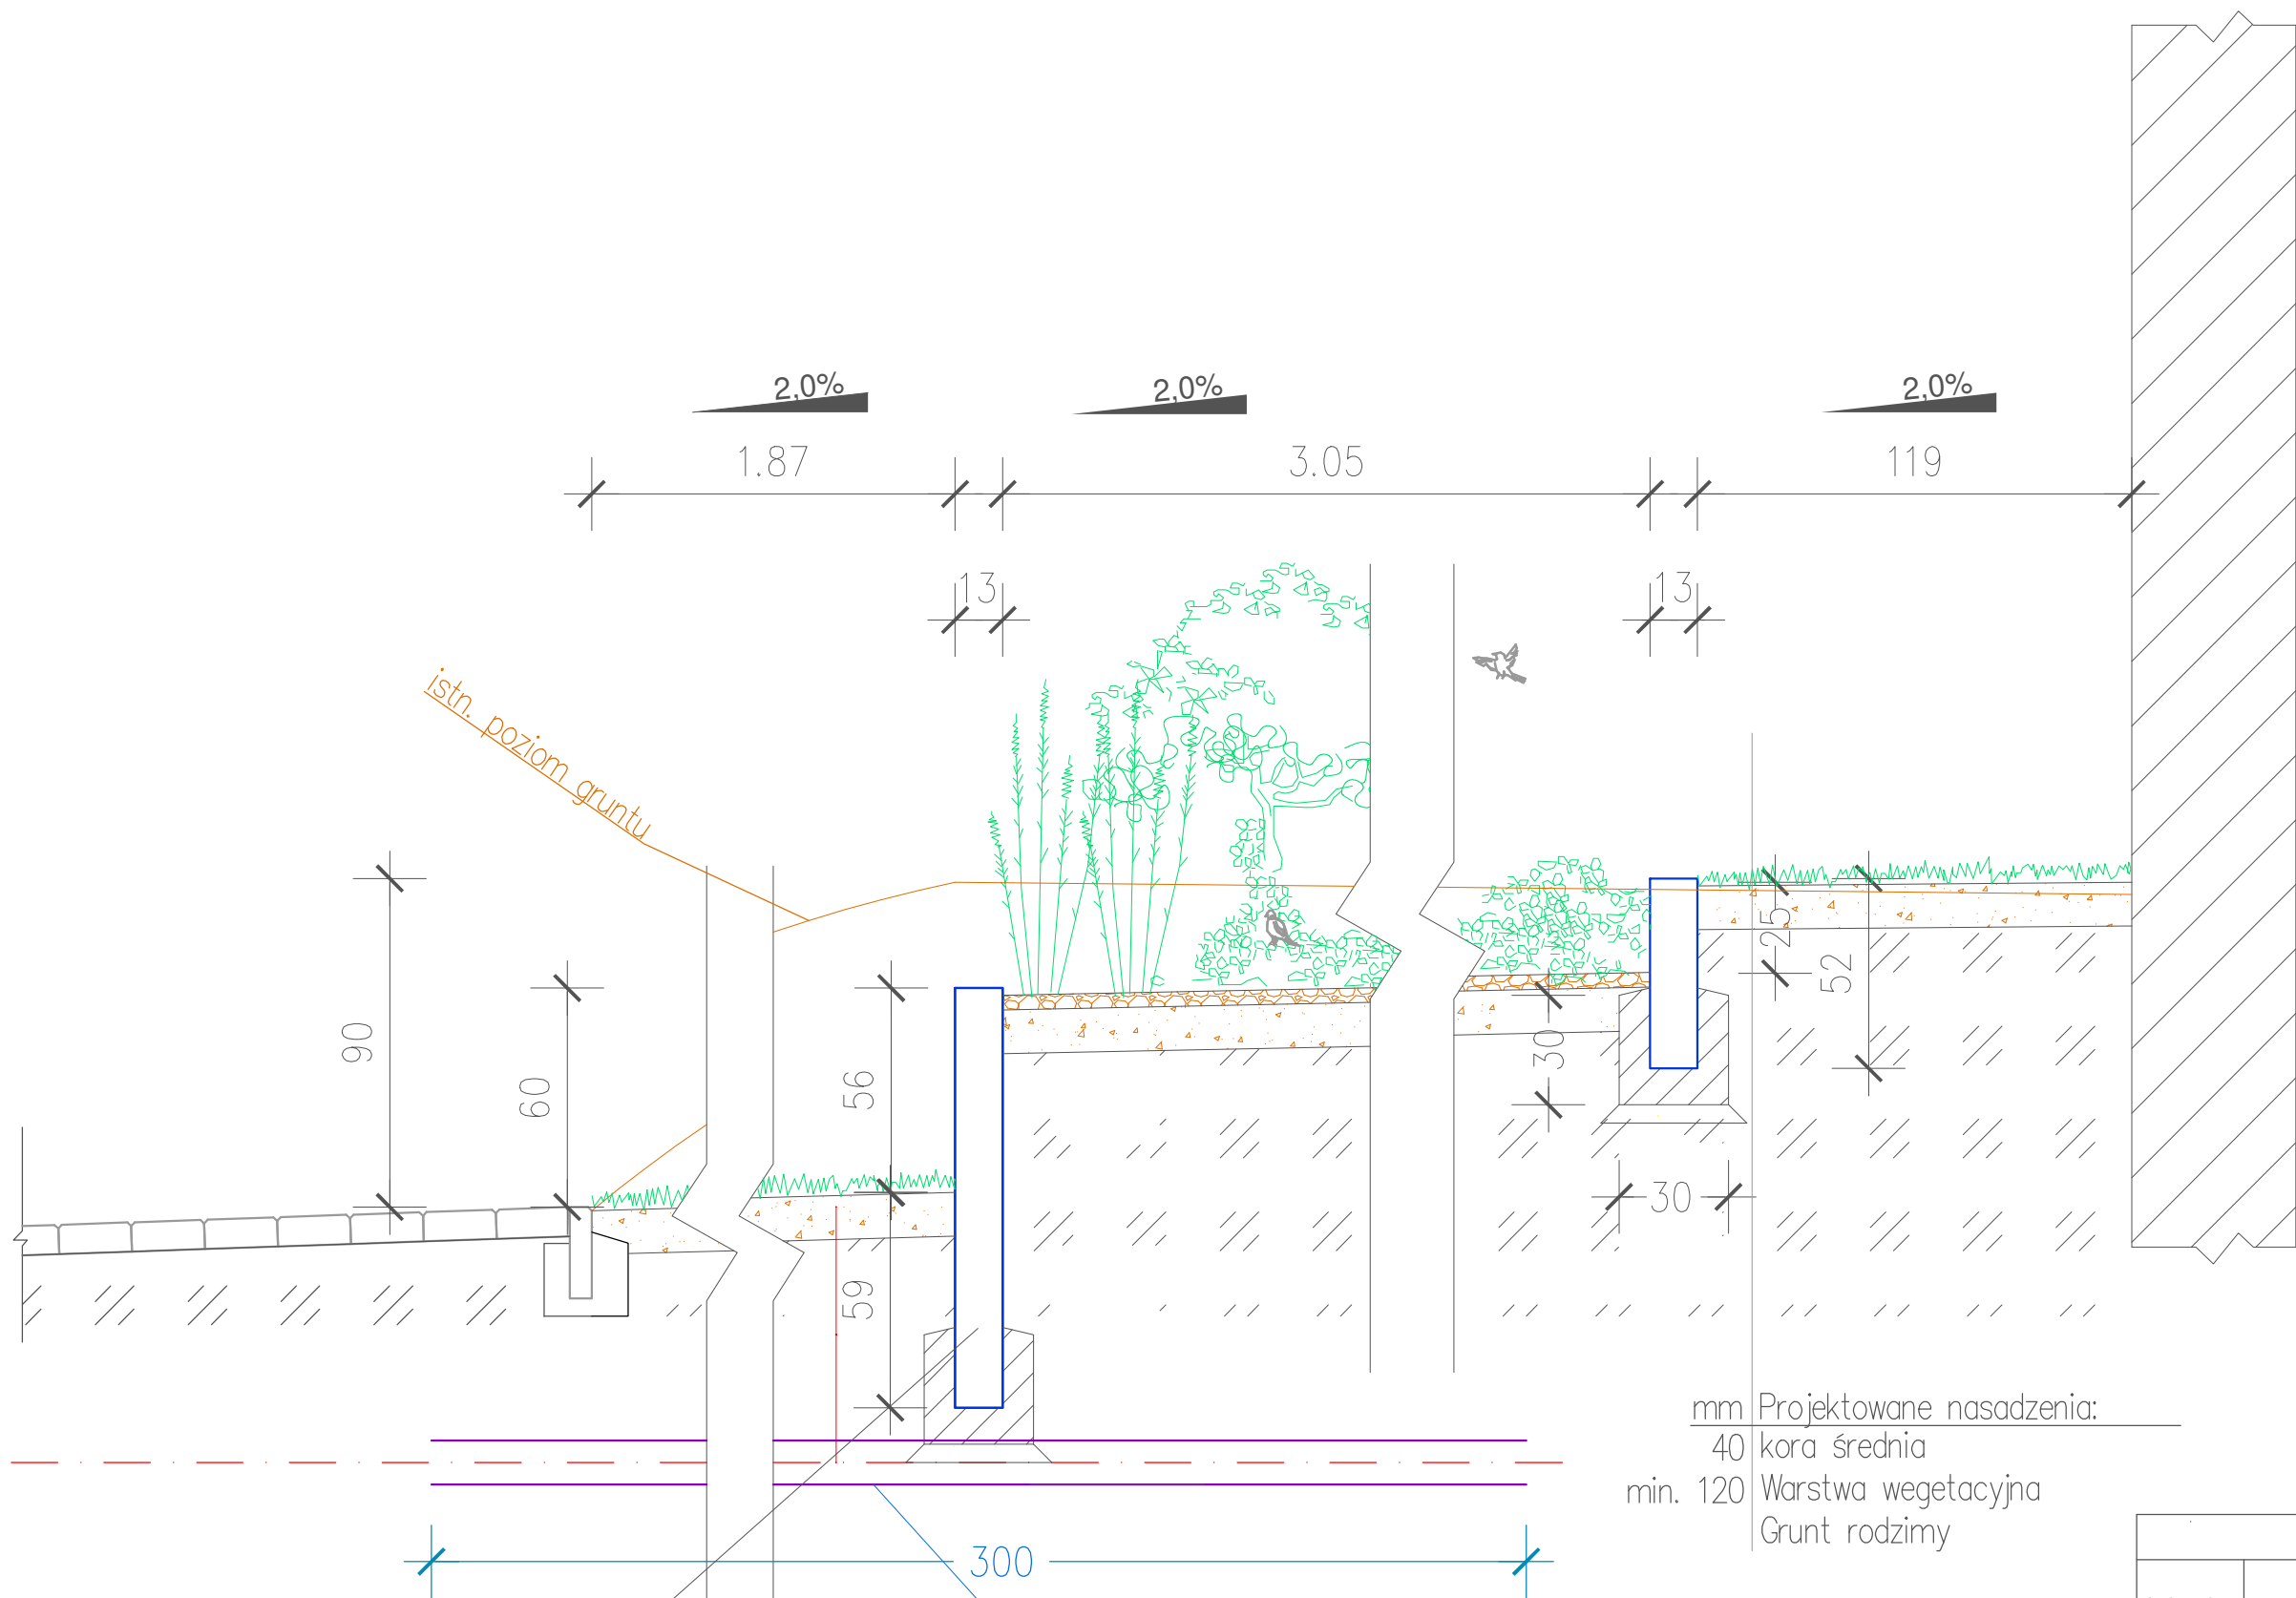 2,0% 2,0% 2,0%
1.87 3.05 119
13 13
istn. poziom gruntu
90
60
56
59
25
52
30
30
mm Projektowane nasadzenia:
40 kora średnia
min. 120 Warstwa wegetacyjna
Grunt rodzimy
300